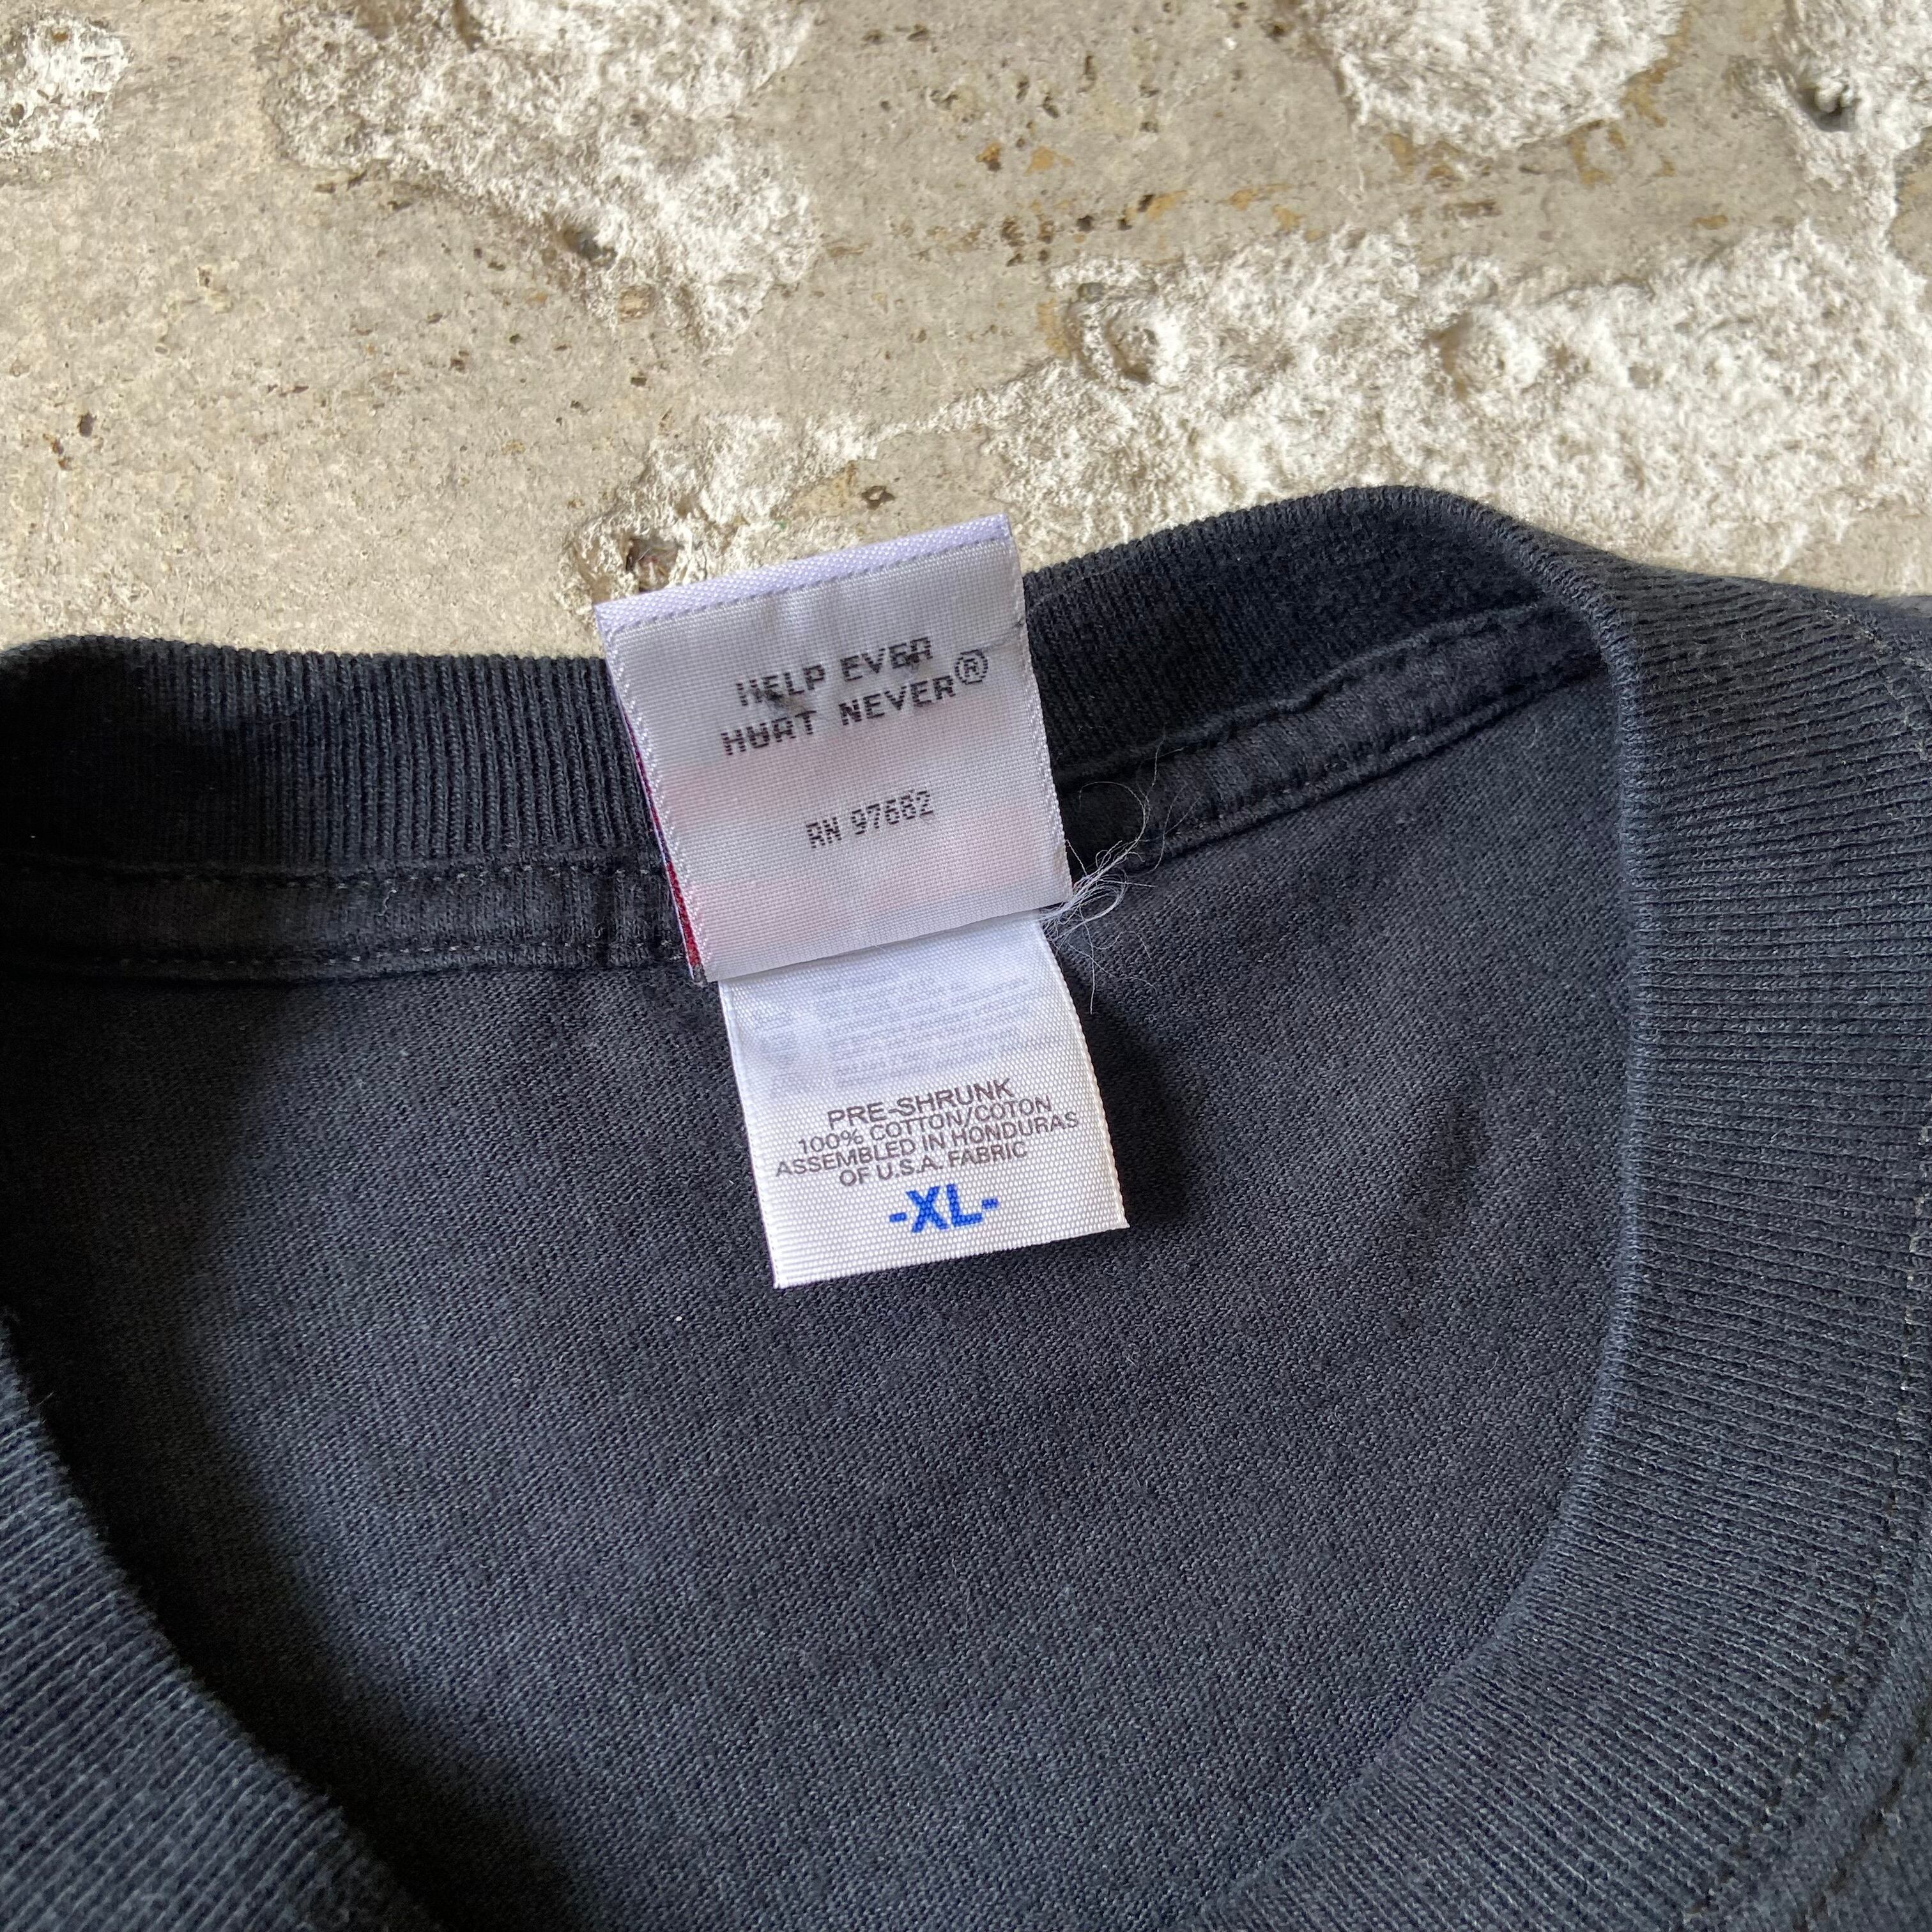 HELP EVER
HURT NEVER®
RN 97682
PRE-SHRUNK
100% COTTON/COTON
ASSEMBLED IN HONDURAS
OF U.S.A. FABRIC
-XL-